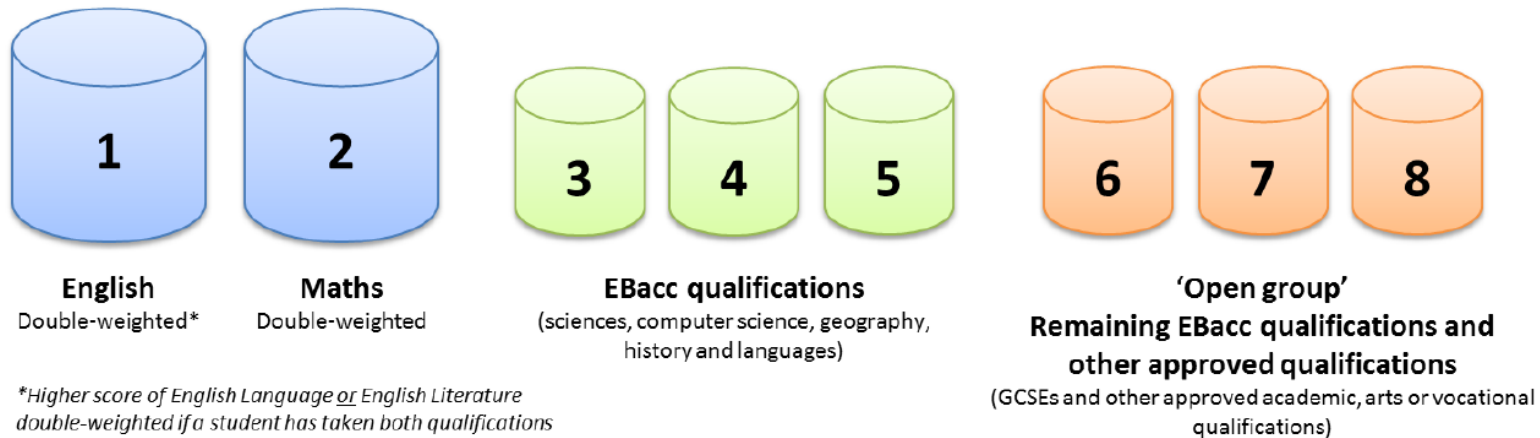 1
2
3
4
5
6
7
8
English
Double-weighted*
Maths
Double-weighted
EBacc qualifications
(sciences, computer science, geography,
history and languages)
'Open group'
Remaining EBacc qualifications and
other approved qualifications
(GCSEs and other approved academic, arts or vocational
qualifications)
*Higher score of English Language or English Literature
double-weighted if a student has taken both qualifications